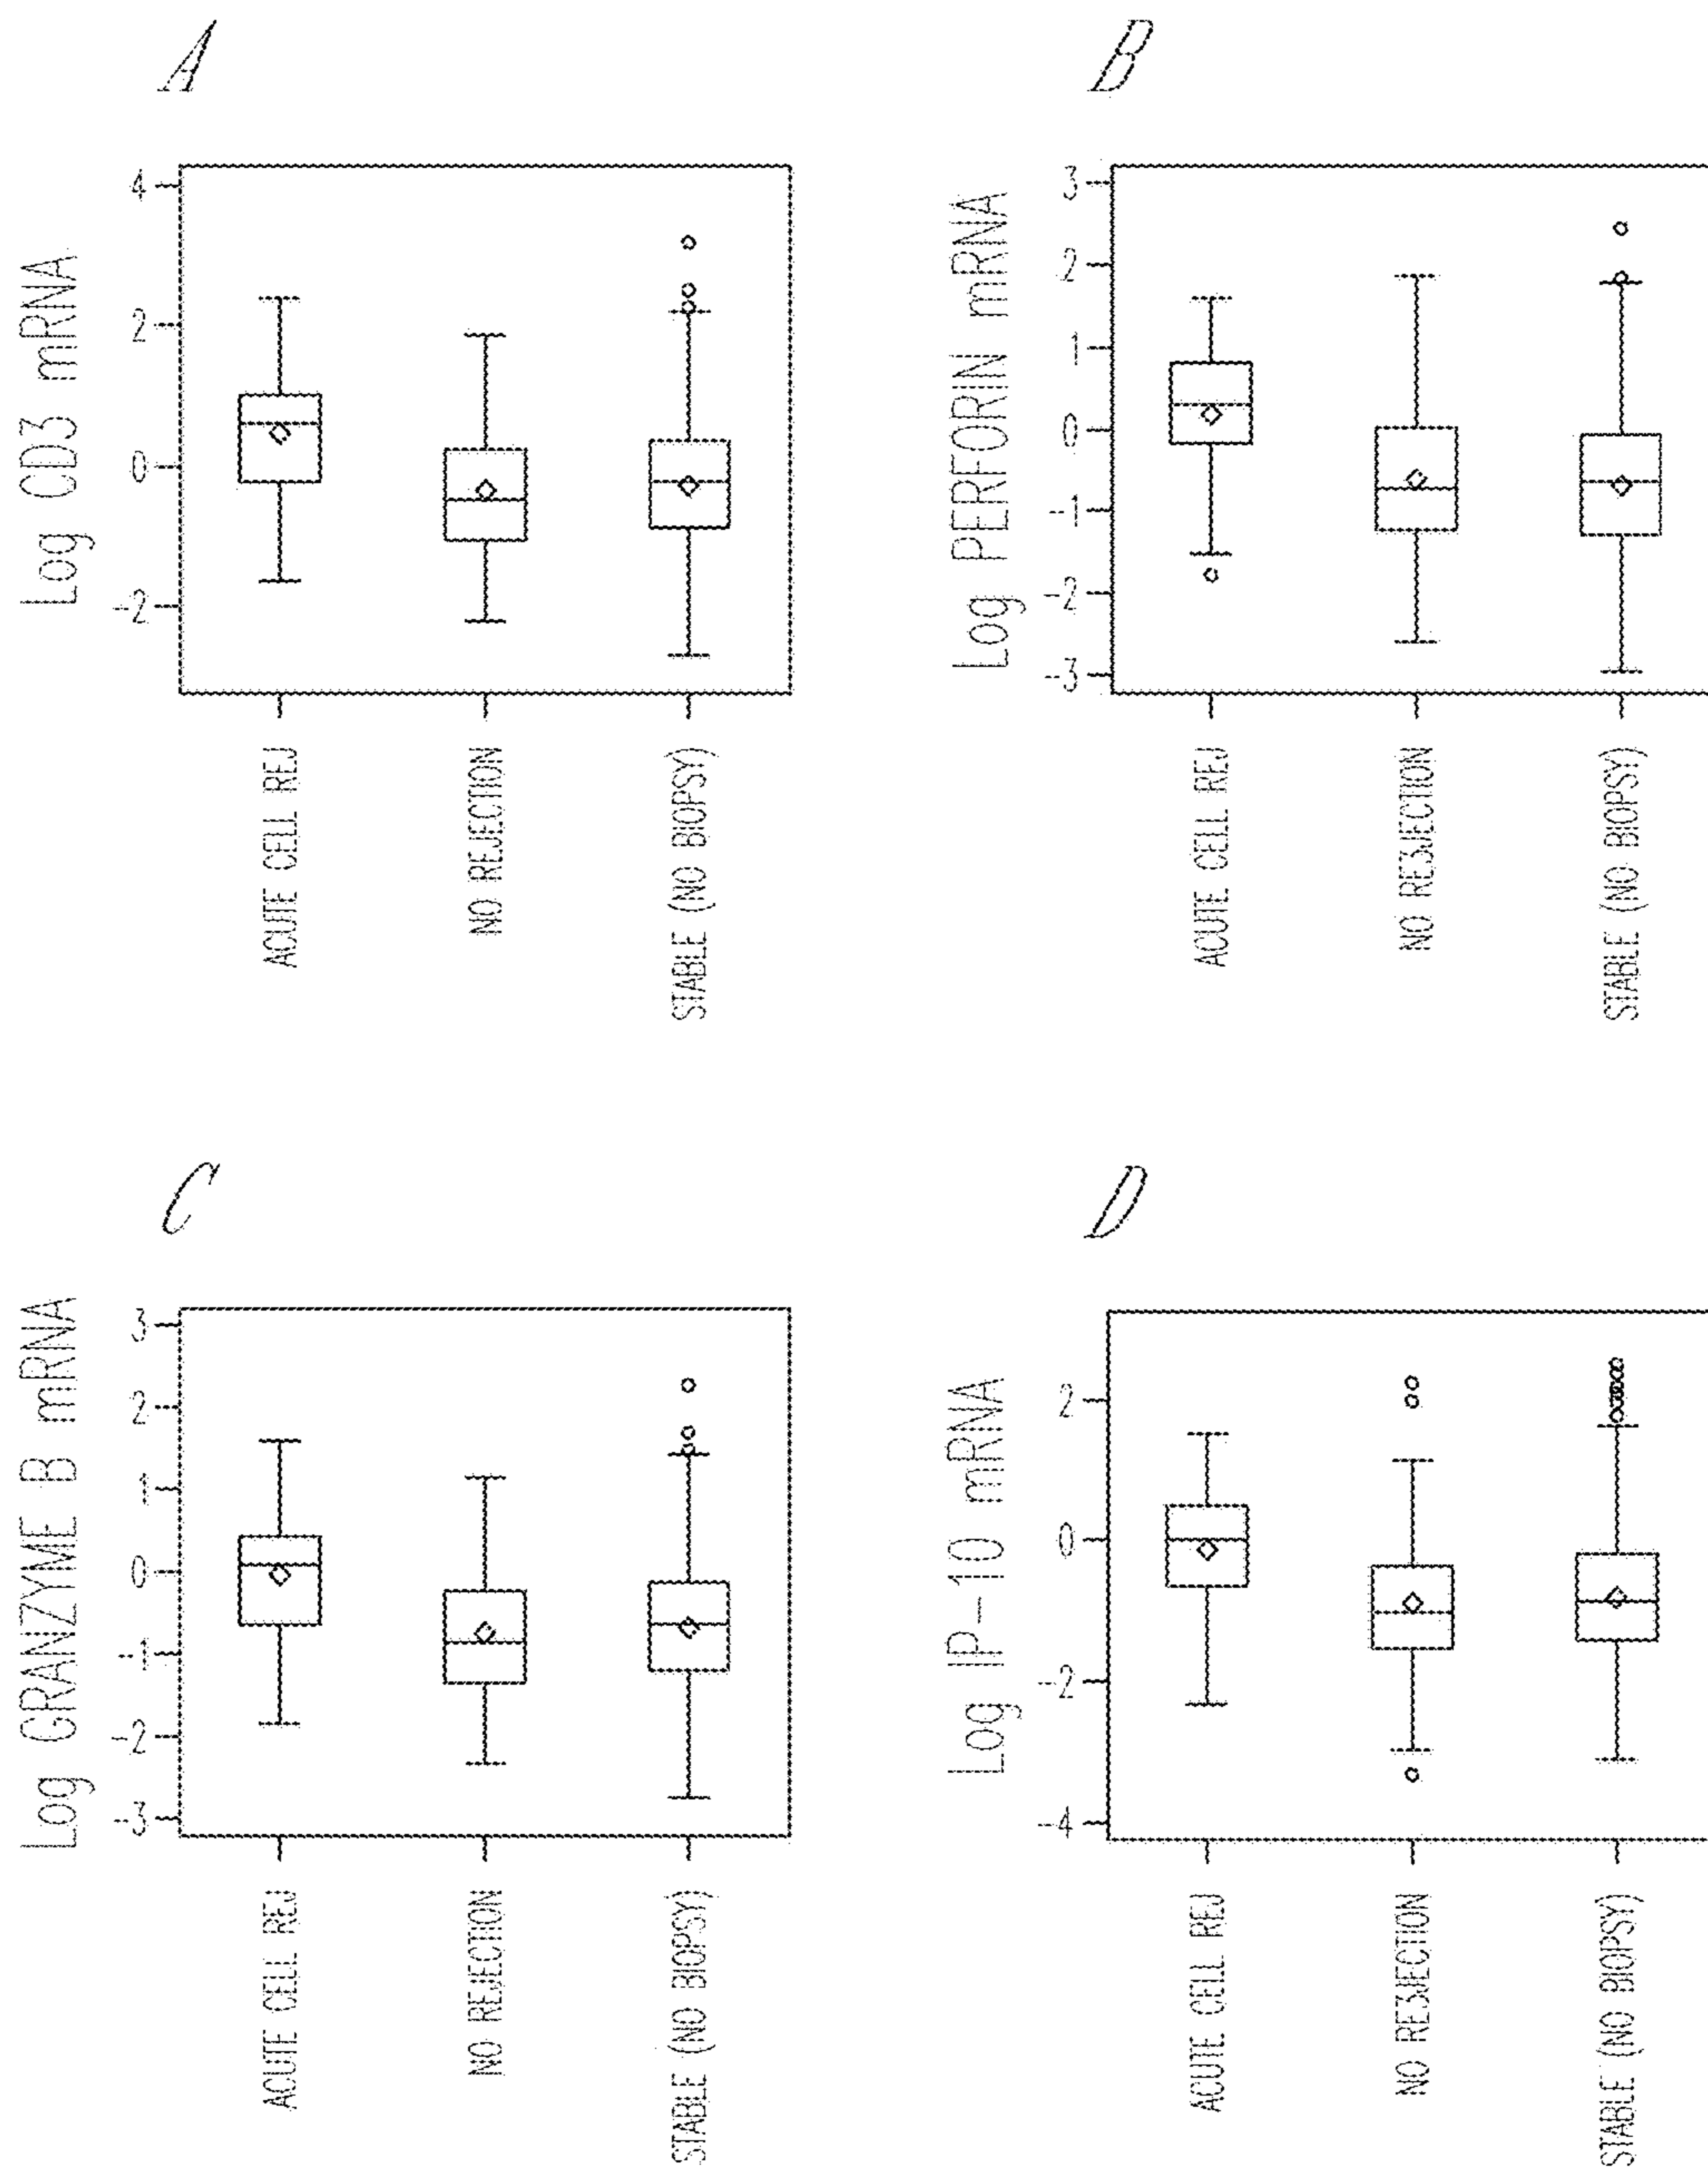 A
Log CD3 mRNA
4
2
0
-2
ACUTE CELL REJ
NO REJECTION
STABLE (NO BIOPSY)
B
Log PERFORIN mRNA
3
2
1
0
-1
-2
-3
ACUTE CELL REJ
NO RE3JECTION
STABLE (NO BIOPSY)
C
Log GRANZYME B mRNA
3
2
1
0
-1
-2
-3
ACUTE CELL REJ
NO REJECTION
STABLE (NO BIOPSY)
D
Log IP-10 mRNA
2
0
-2
-4
ACUTE CELL REJ
NO RE3JECTION
STABLE (NO BIOPSY)